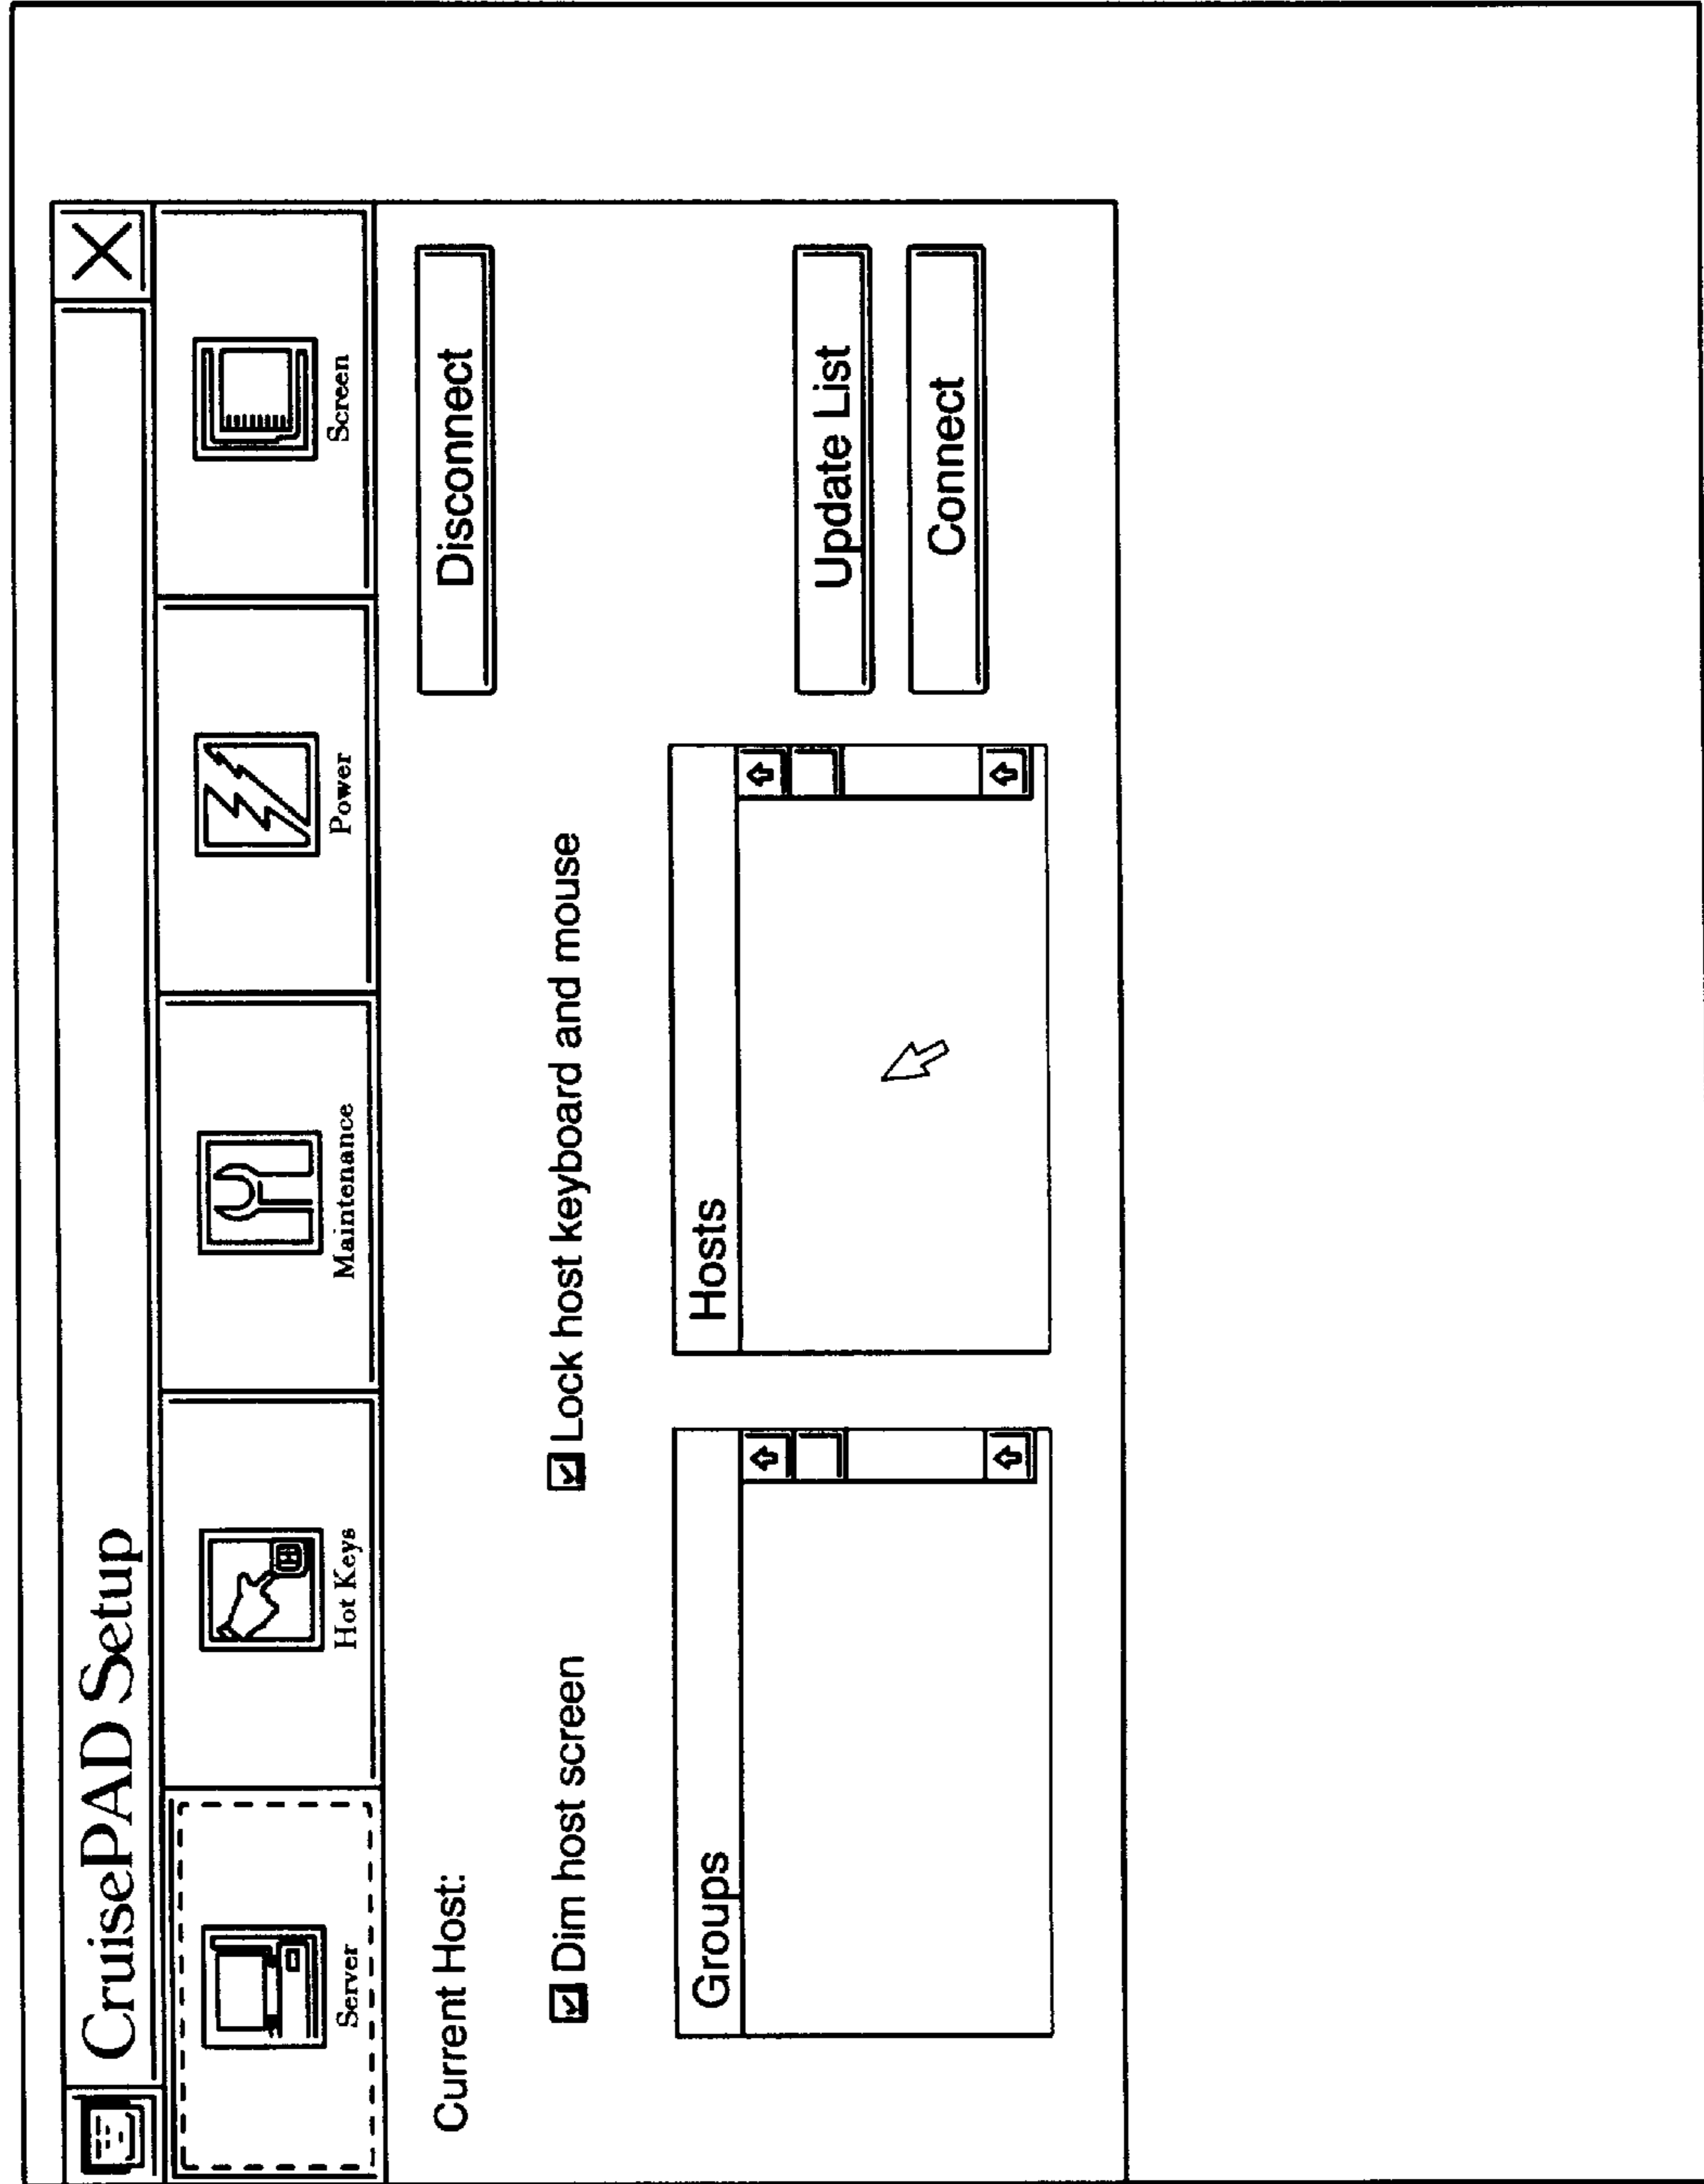 CruisePAD Setup
Server
Hot Keys
Maintenance
Power
Screen
Current Host:
Disconnect
Dim host screen
Lock host keyboard and mouse
Groups
Hosts
Update List
Connect